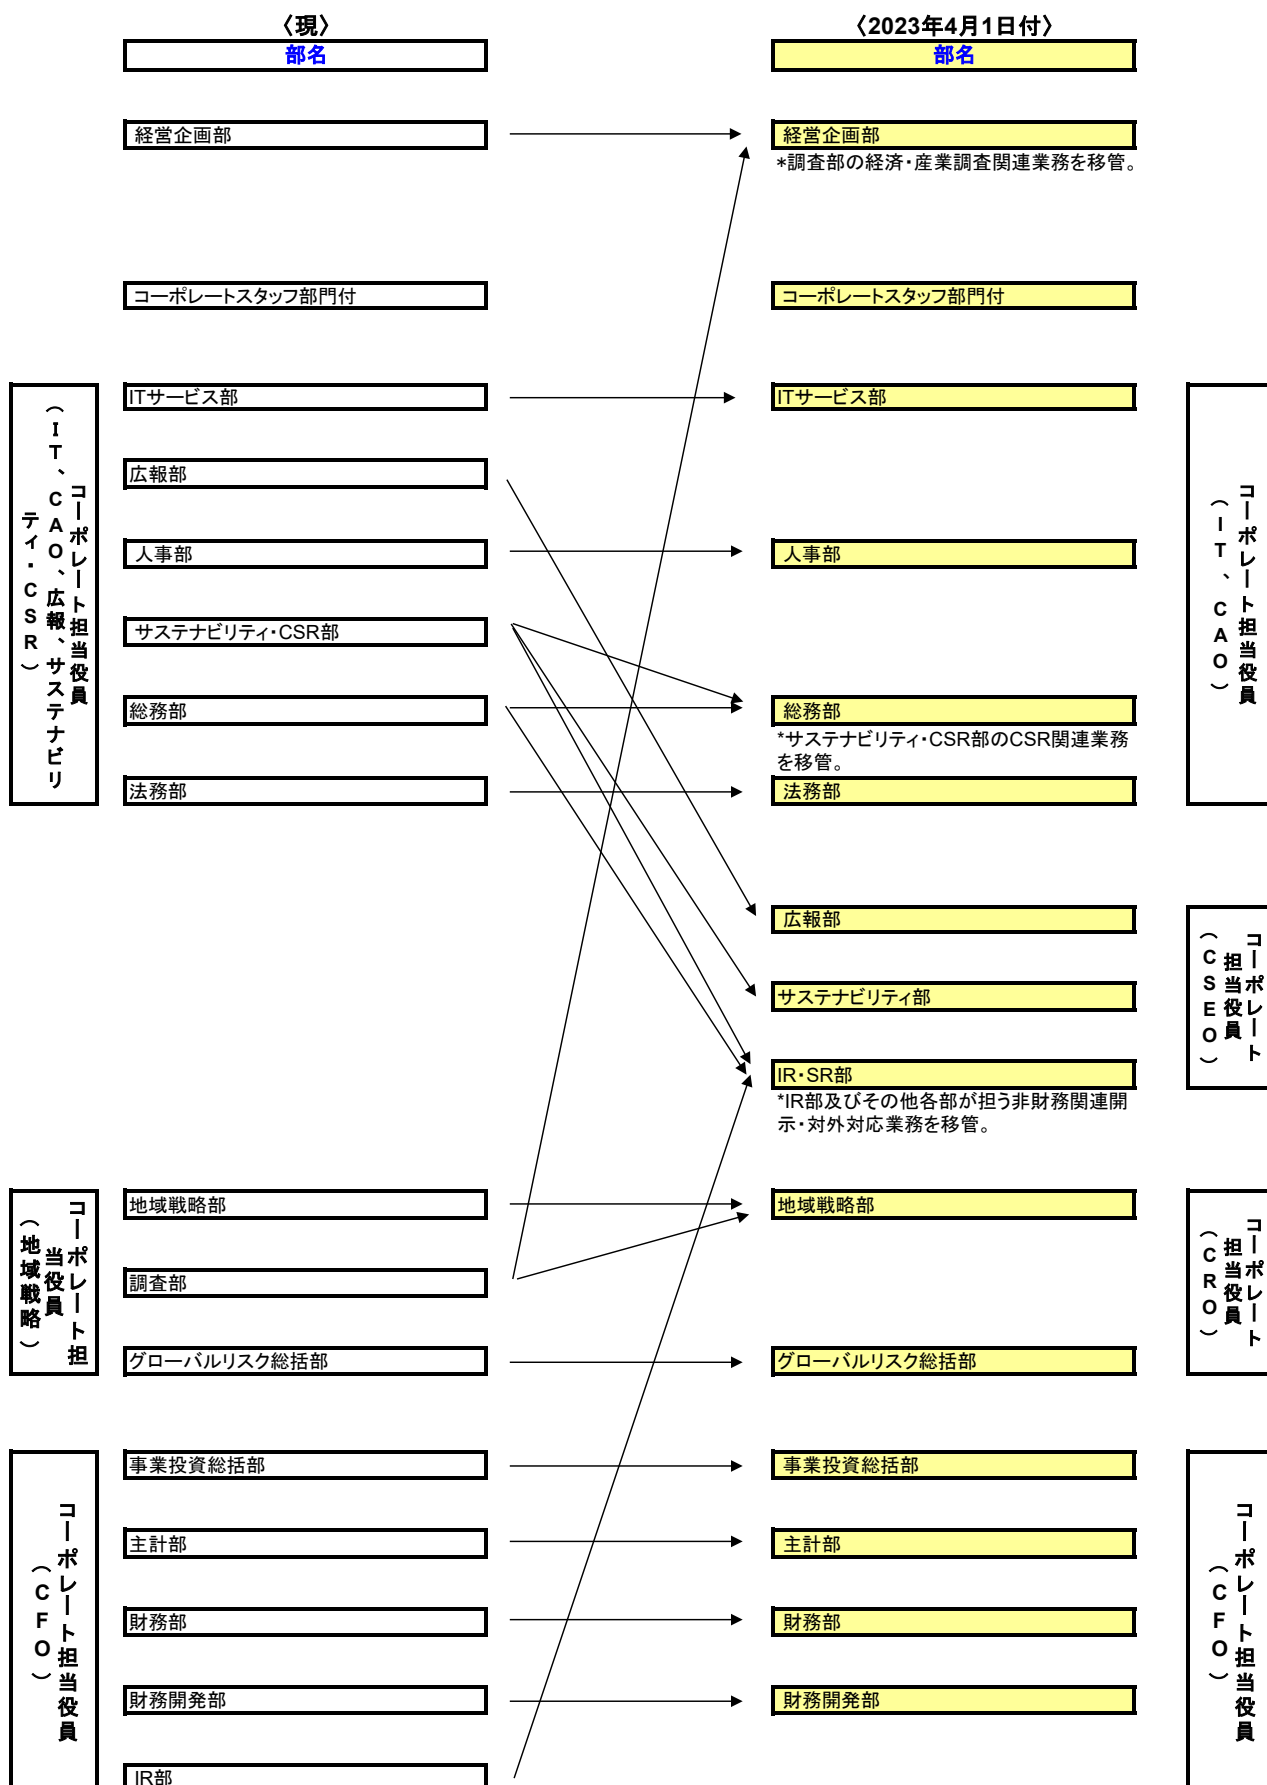 〈現〉
〈2023年4月1日付〉
部名
部名
経営企画部
経営企画部
*調査部の経済・産業調査関連業務を移管。
コーポレートスタッフ部門付
コーポレートスタッフ部門付
コーポレート担当役員
（IT、CAO、広報、サステナビリ
ティ・CSR）
ITサービス部
ITサービス部
コーポレート担当役員
（IT、CAO）
広報部
人事部
人事部
サステナビリティ・CSR部
総務部
総務部
*サステナビリティ・CSR部のCSR関連業務
を移管。
法務部
法務部
広報部
コーポレート
担当役員
（CSEO）
サステナビリティ部
IR・SR部
*IR部及びその他各部が担う非財務関連開
示・対外対応業務を移管。
コーポレート担
当役員
（地域戦略）
地域戦略部
地域戦略部
コーポレート
担当役員
（CRO）
調査部
グローバルリスク総括部
グローバルリスク総括部
コーポレート担当役員
（CFO）
事業投資総括部
事業投資総括部
コーポレート担当役員
（CFO）
主計部
主計部
財務部
財務部
財務開発部
財務開発部
IR部